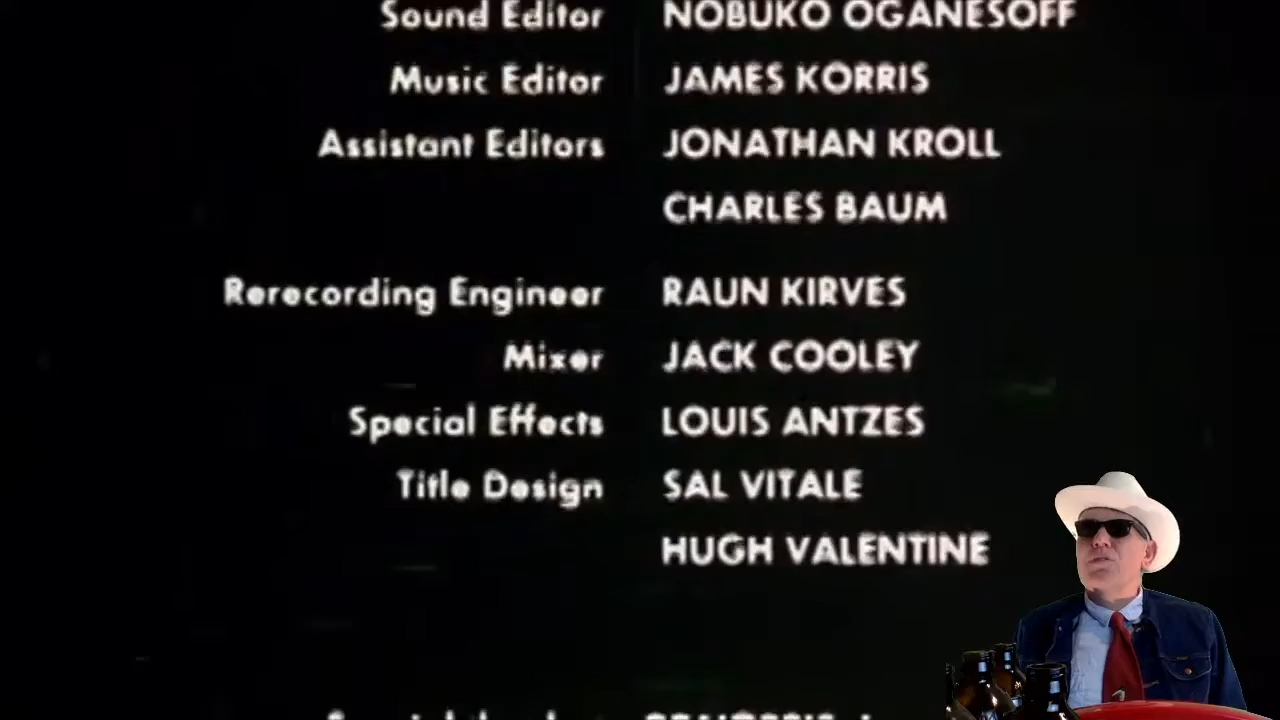 Sound Editor NOBUKO OGANESOFF
Music Editor JAMES KORRIS
Assistant Editors JONATHAN KROLL
CHARLES BAUM
Rerecording Engineer RAUN KIRVES
Mixer JACK COOLEY
Special Effects LOUIS ANTZES
Title Design SAL VITALE
HUGH VALENTINE